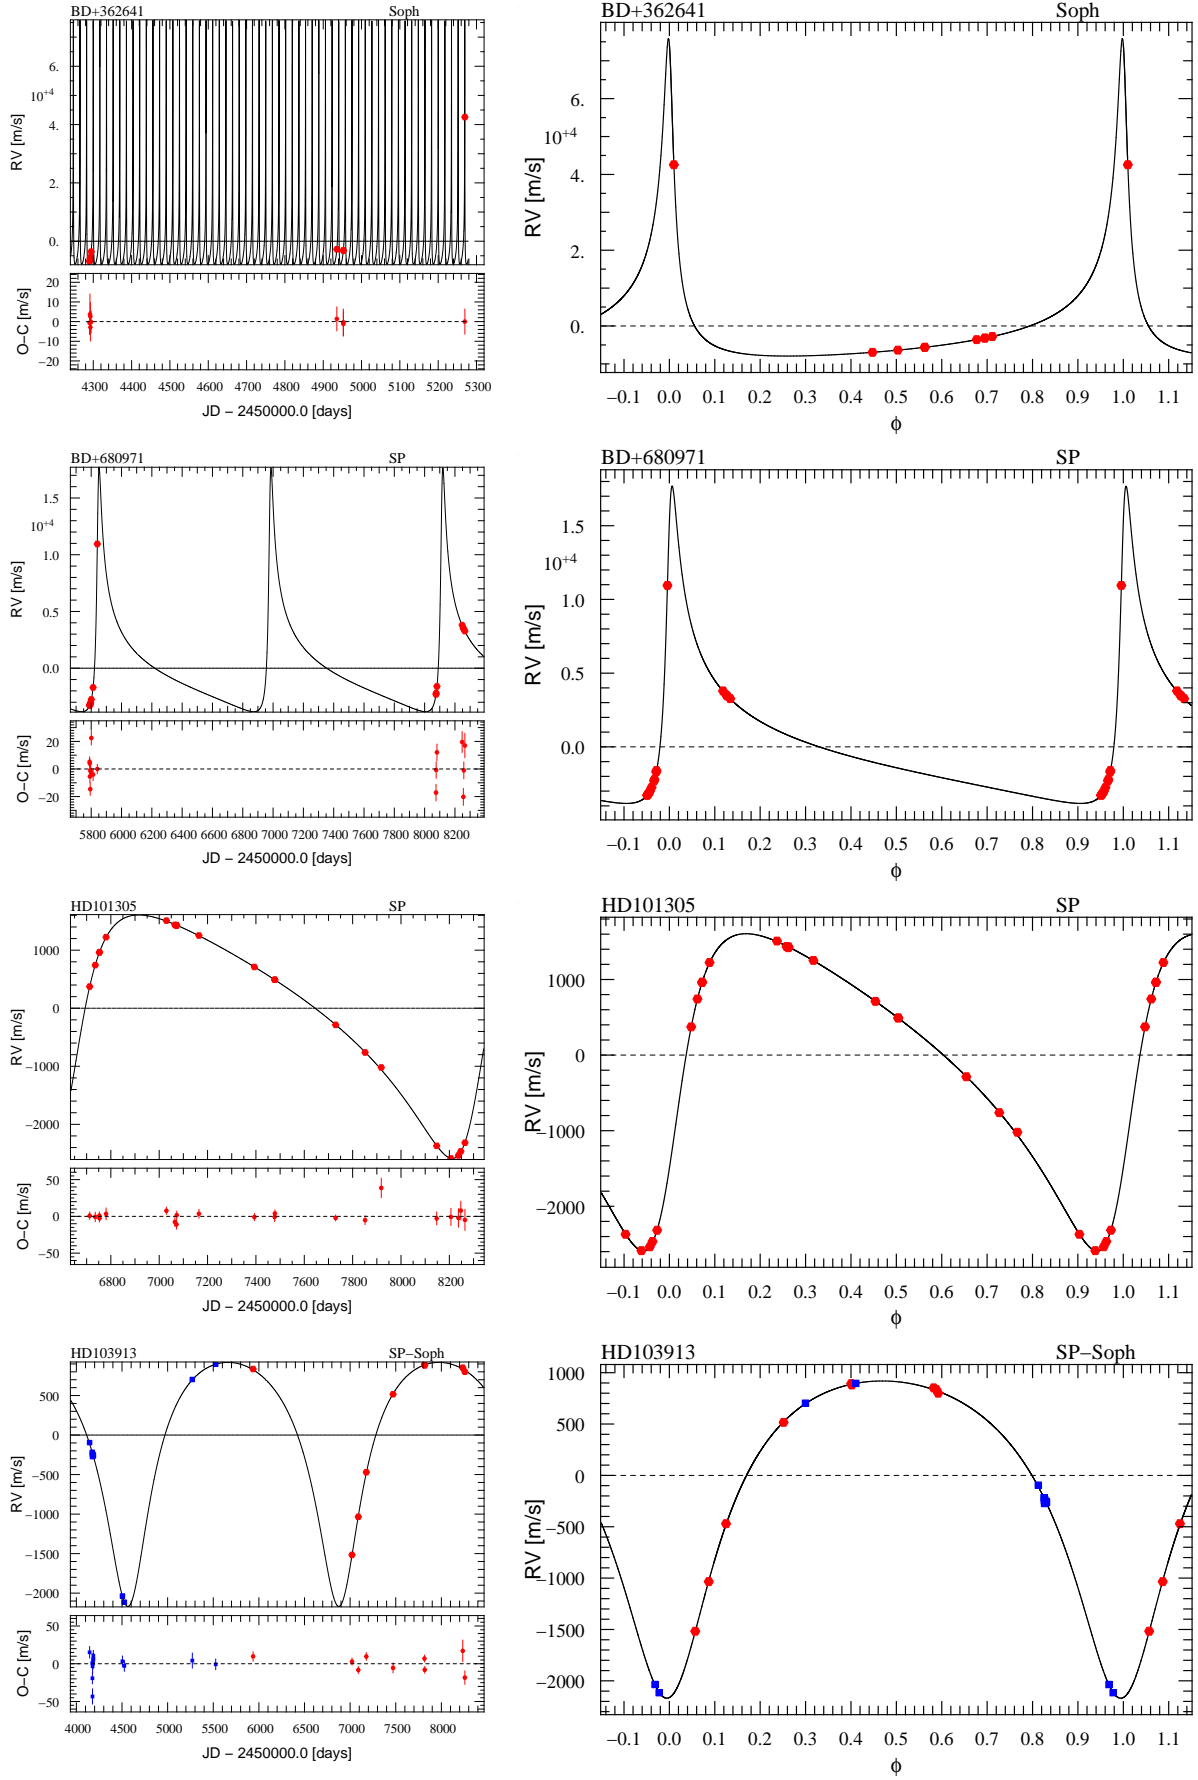 BD+362641 Soph
6.
10+4
4.
2.
0.
RV [m/s]
20
10
0
−10
−20
O−C [m/s]
4300 4400 4500 4600 4700 4800 4900 5000 5100 5200 5300
JD − 2450000.0 [days]
BD+362641 Soph
6.
10+4
4.
2.
0.
RV [m/s]
−0.1 0.0 0.1 0.2 0.3 0.4 0.5 0.6 0.7 0.8 0.9 1.0 1.1
ϕ
BD+680971 SP
1.5
10+4
1.0
0.5
0.0
RV [m/s]
20
0
−20
O−C [m/s]
5800 6000 6200 6400 6600 6800 7000 7200 7400 7600 7800 8000 8200
JD − 2450000.0 [days]
BD+680971 SP
1.5
10+4
1.0
0.5
0.0
RV [m/s]
−0.1 0.0 0.1 0.2 0.3 0.4 0.5 0.6 0.7 0.8 0.9 1.0 1.1
ϕ
HD101305 SP
1000
0
−1000
−2000
RV [m/s]
50
0
−50
O−C [m/s]
6800 7000 7200 7400 7600 7800 8000 8200
JD − 2450000.0 [days]
HD101305 SP
1000
0
−1000
−2000
RV [m/s]
−0.1 0.0 0.1 0.2 0.3 0.4 0.5 0.6 0.7 0.8 0.9 1.0 1.1
ϕ
HD103913 SP−Soph
500
0
−500
−1000
−1500
−2000
RV [m/s]
50
0
−50
O−C [m/s]
4000 4500 5000 5500 6000 6500 7000 7500 8000
JD − 2450000.0 [days]
HD103913 SP−Soph
1000
500
0
−500
−1000
−1500
−2000
RV [m/s]
−0.1 0.0 0.1 0.2 0.3 0.4 0.5 0.6 0.7 0.8 0.9 1.0 1.1
ϕ